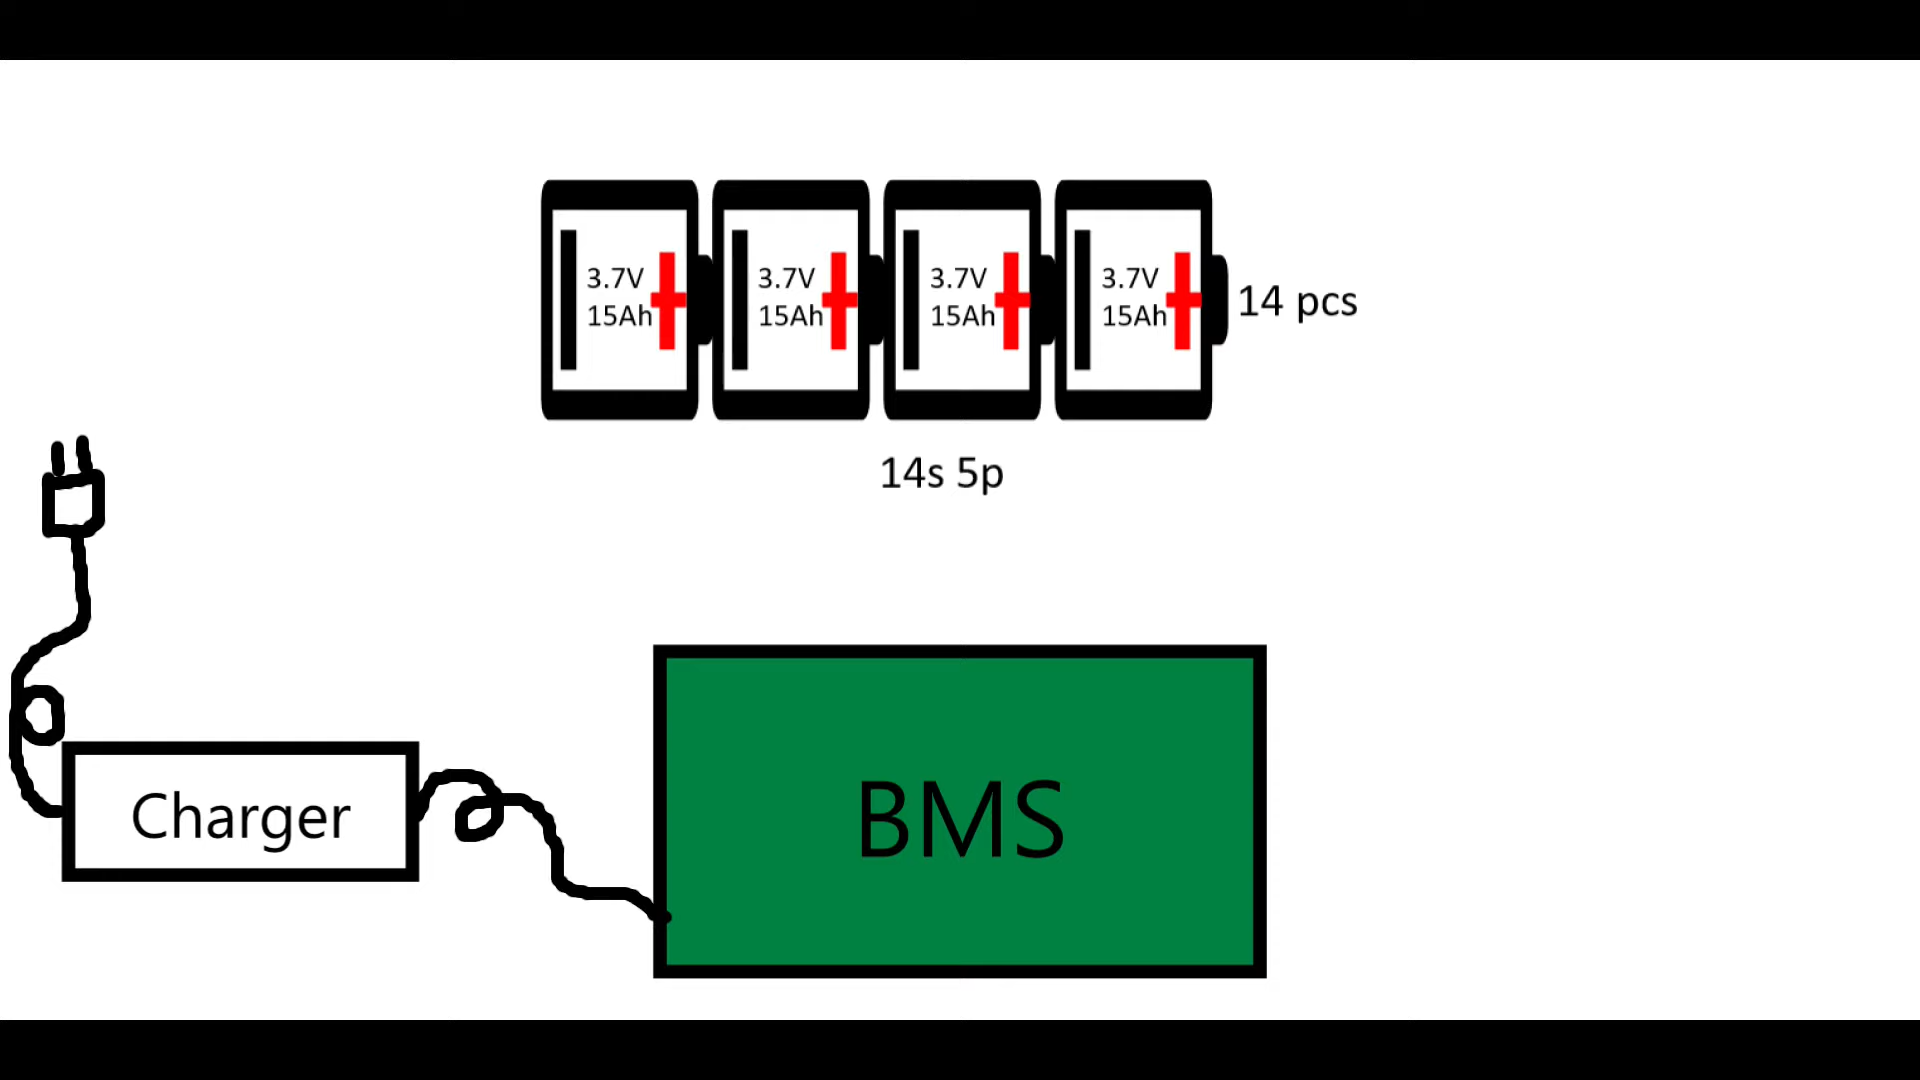 3.7V 3.7V 3.7V 3.7V
15Ah 15Ah 15Ah 15Ah
14 pcs
14s 5p
Charger
BMS